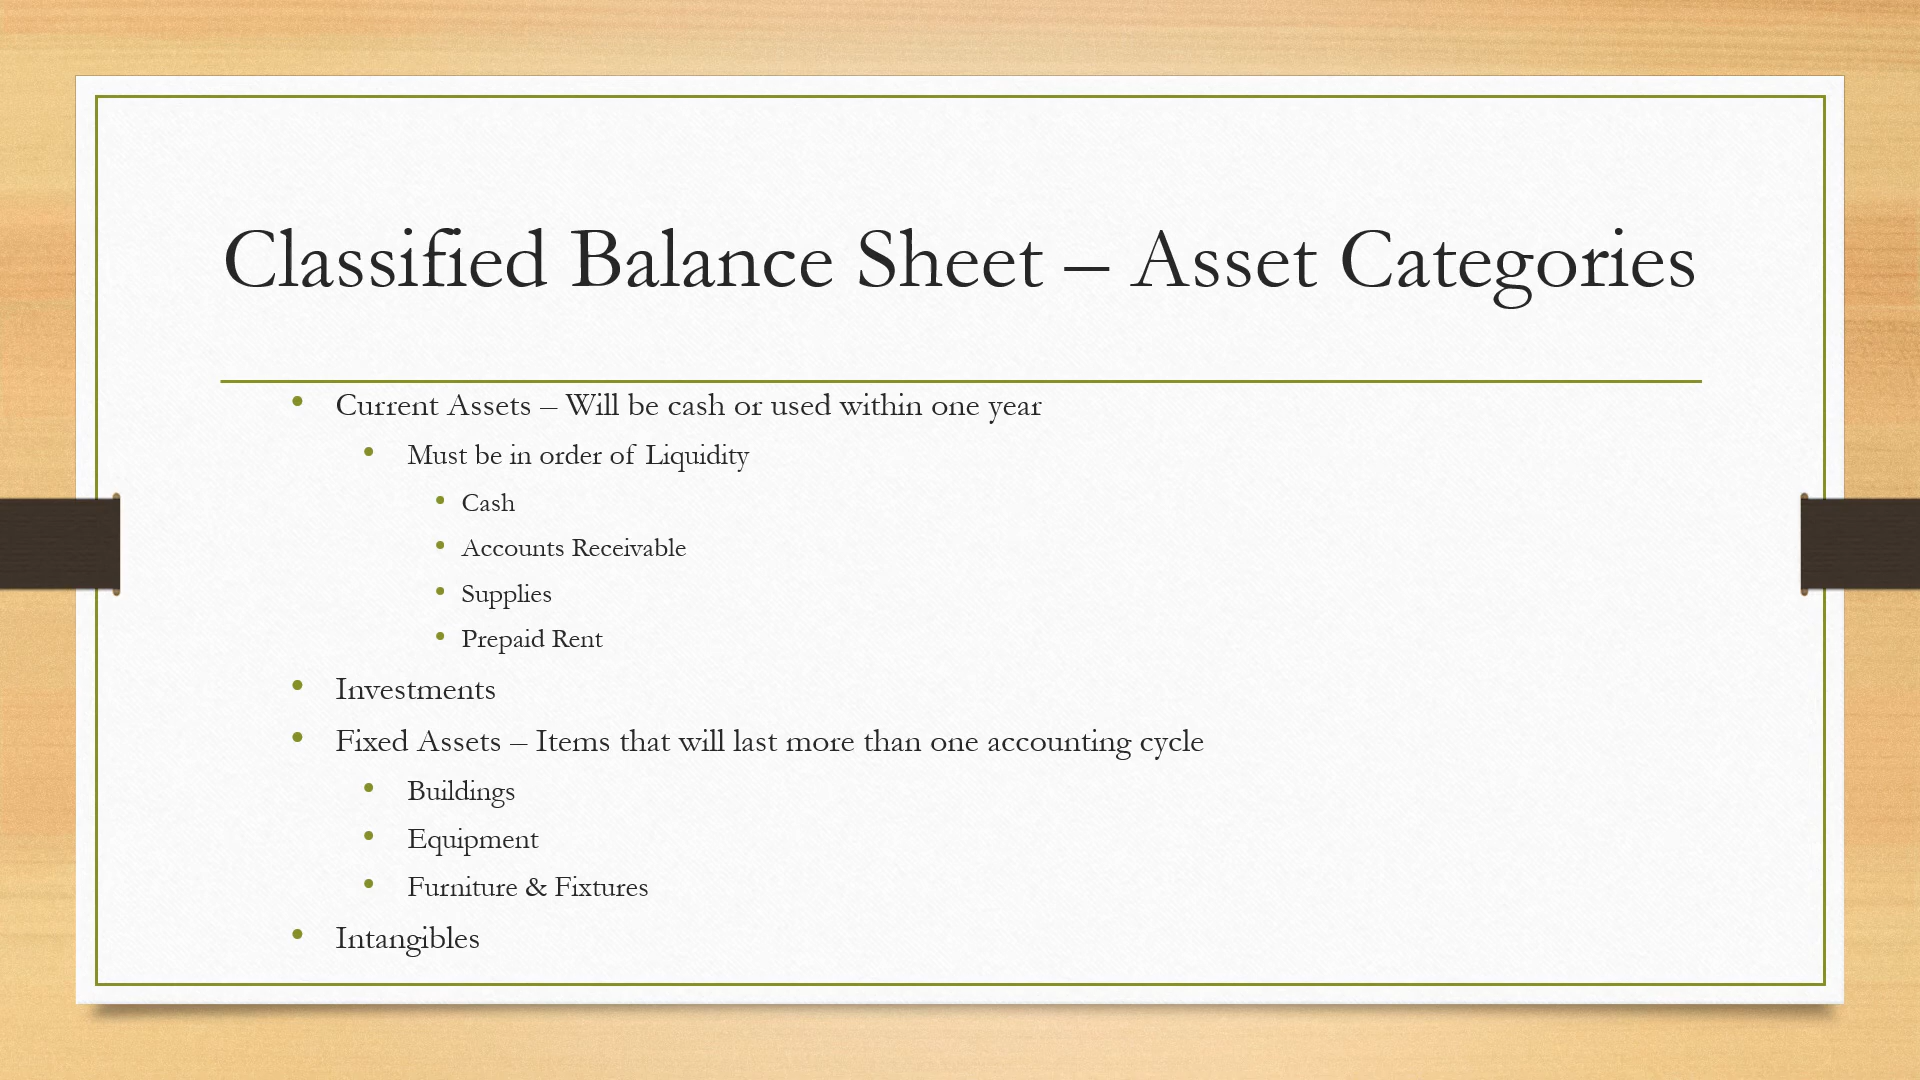 Classified Balance Sheet – Asset Categories
• Current Assets – Will be cash or used within one year
• Must be in order of Liquidity
• Cash
• Accounts Receivable
• Supplies
• Prepaid Rent
• Investments
• Fixed Assets – Items that will last more than one accounting cycle
• Buildings
• Equipment
• Furniture & Fixtures
• Intangibles